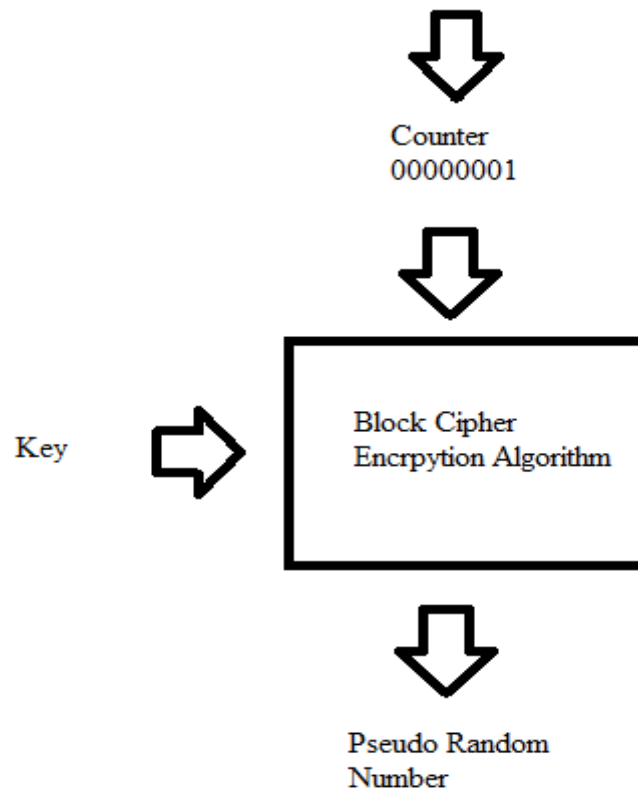 Counter
00000001
Key
Block Cipher
Encrpytion Algorithm
Pseudo Random
Number